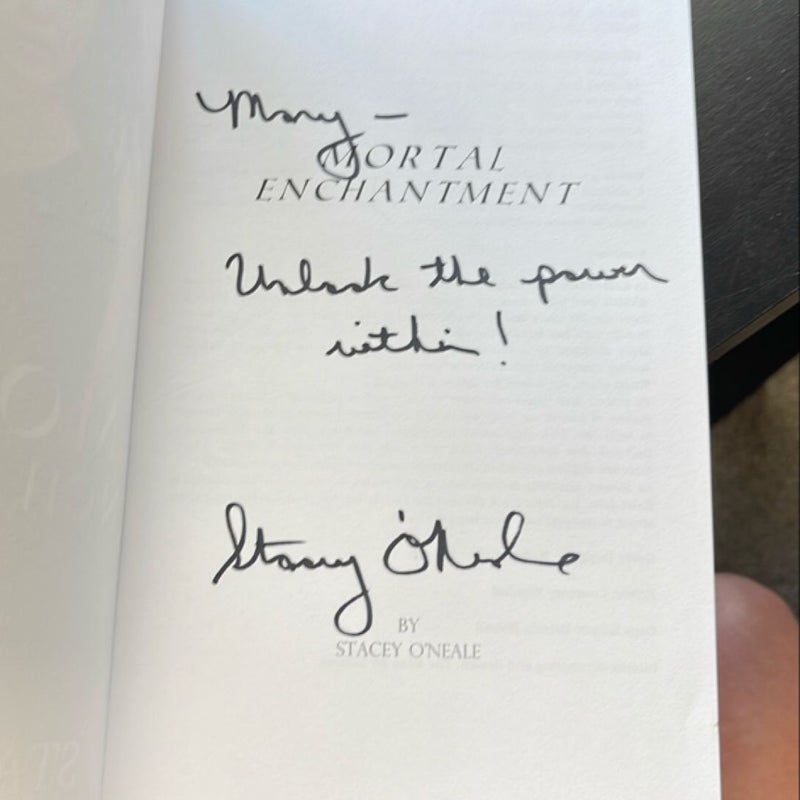 Mary —
MORTAL
ENCHANTMENT
Unlock the power
within!
Stacey O'Neale
BY
STACEY O'NEALE